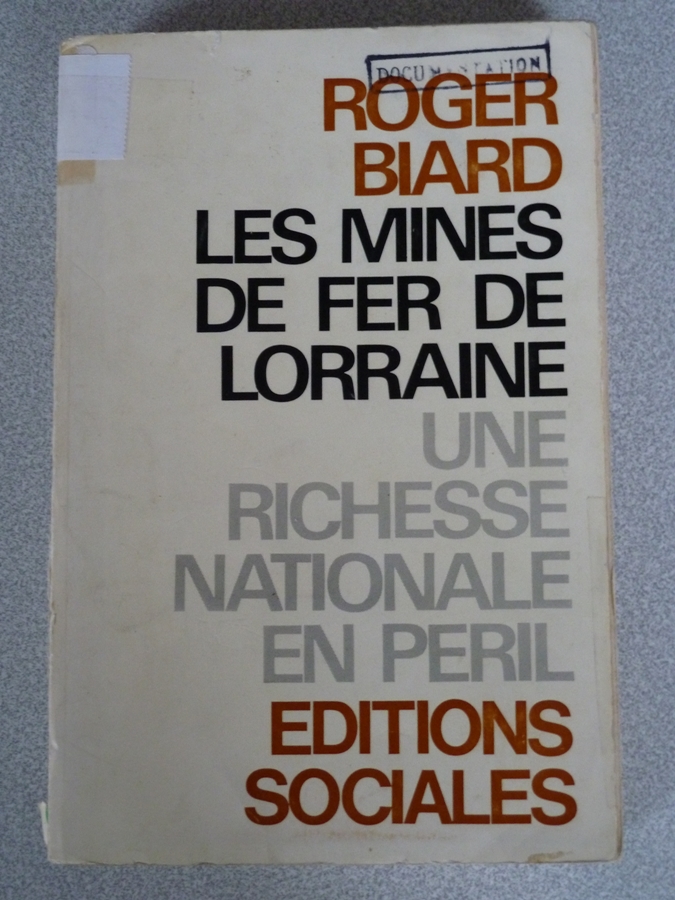 DOCUMENTATION
ROGER
BIARD
LES MINES
DE FER DE
LORRAINE
UNE
RICHESSE
NATIONALE
EN PERIL
EDITIONS
SOCIALES